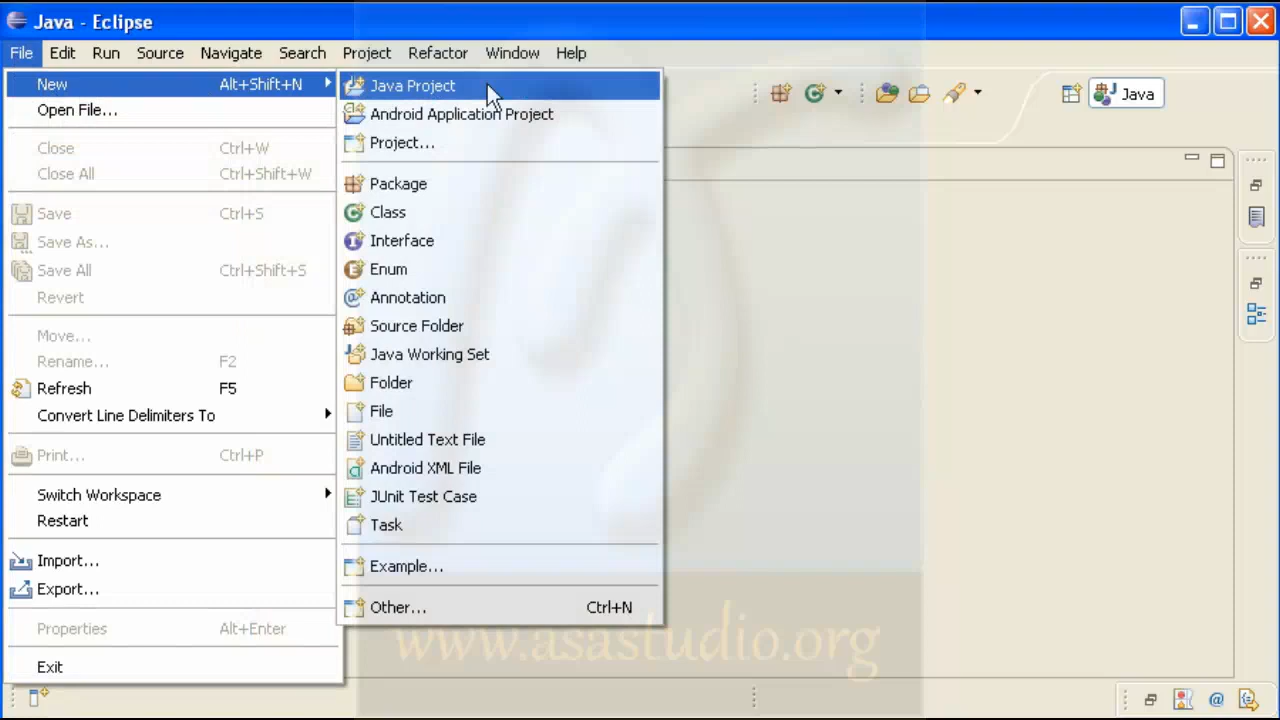 Java - Eclipse
File Edit Run Source Navigate Search Project Refactor Window Help
New Alt+Shift+N
Open File...
Close Ctrl+W
Close All Ctrl+Shift+W
Save Ctrl+S
Save As...
Save All Ctrl+Shift+S
Revert
Move...
Rename... F2
Refresh F5
Convert Line Delimiters To
Print... Ctrl+P
Switch Workspace
Restart
Import...
Export...
Properties Alt+Enter
Exit
Java Project
Android Application Project
Project...
Package
Class
Interface
Enum
Annotation
Source Folder
Java Working Set
Folder
File
Untitled Text File
Android XML File
JUnit Test Case
Task
Example...
Other... Ctrl+N
Java
www.asastudio.org